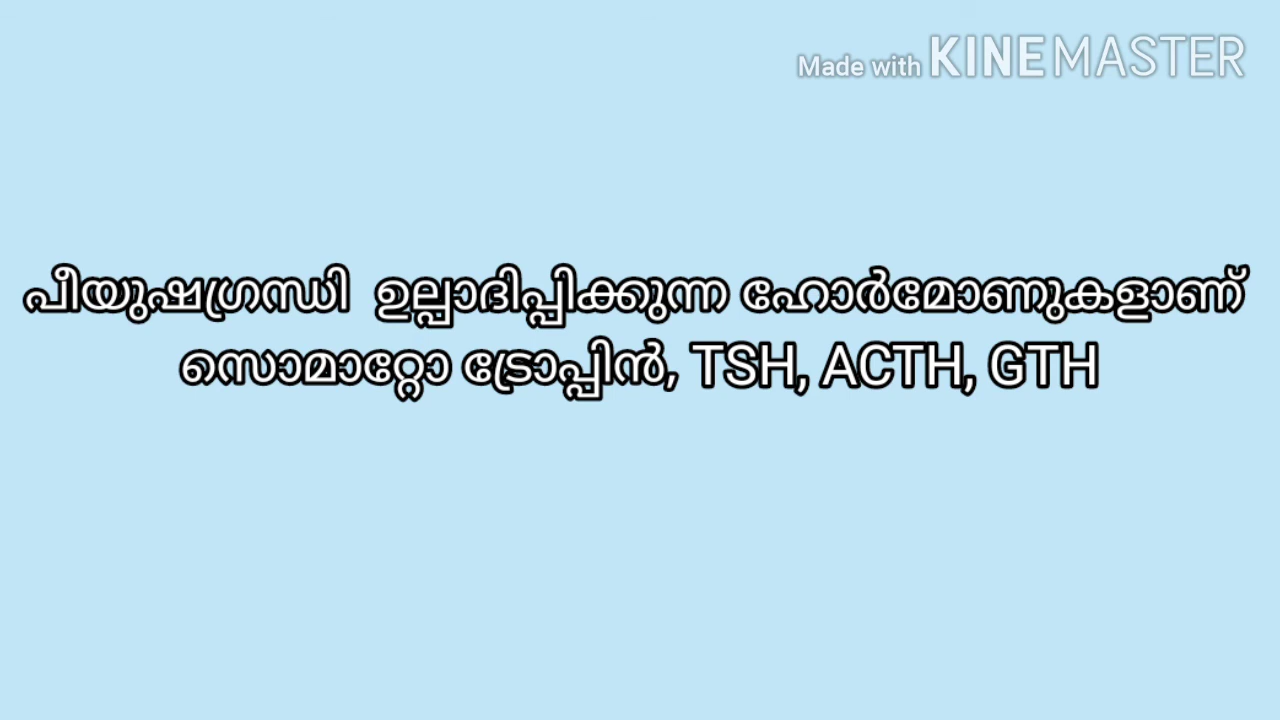 Made with KINEMASTER
പീയുഷഗ്രന്ധി ഉല്പാദിപ്പിക്കുന്ന ഹോർമോണുകളാണ്
സൊമാറ്റോ ട്രോപ്പിൻ, TSH, ACTH, GTH